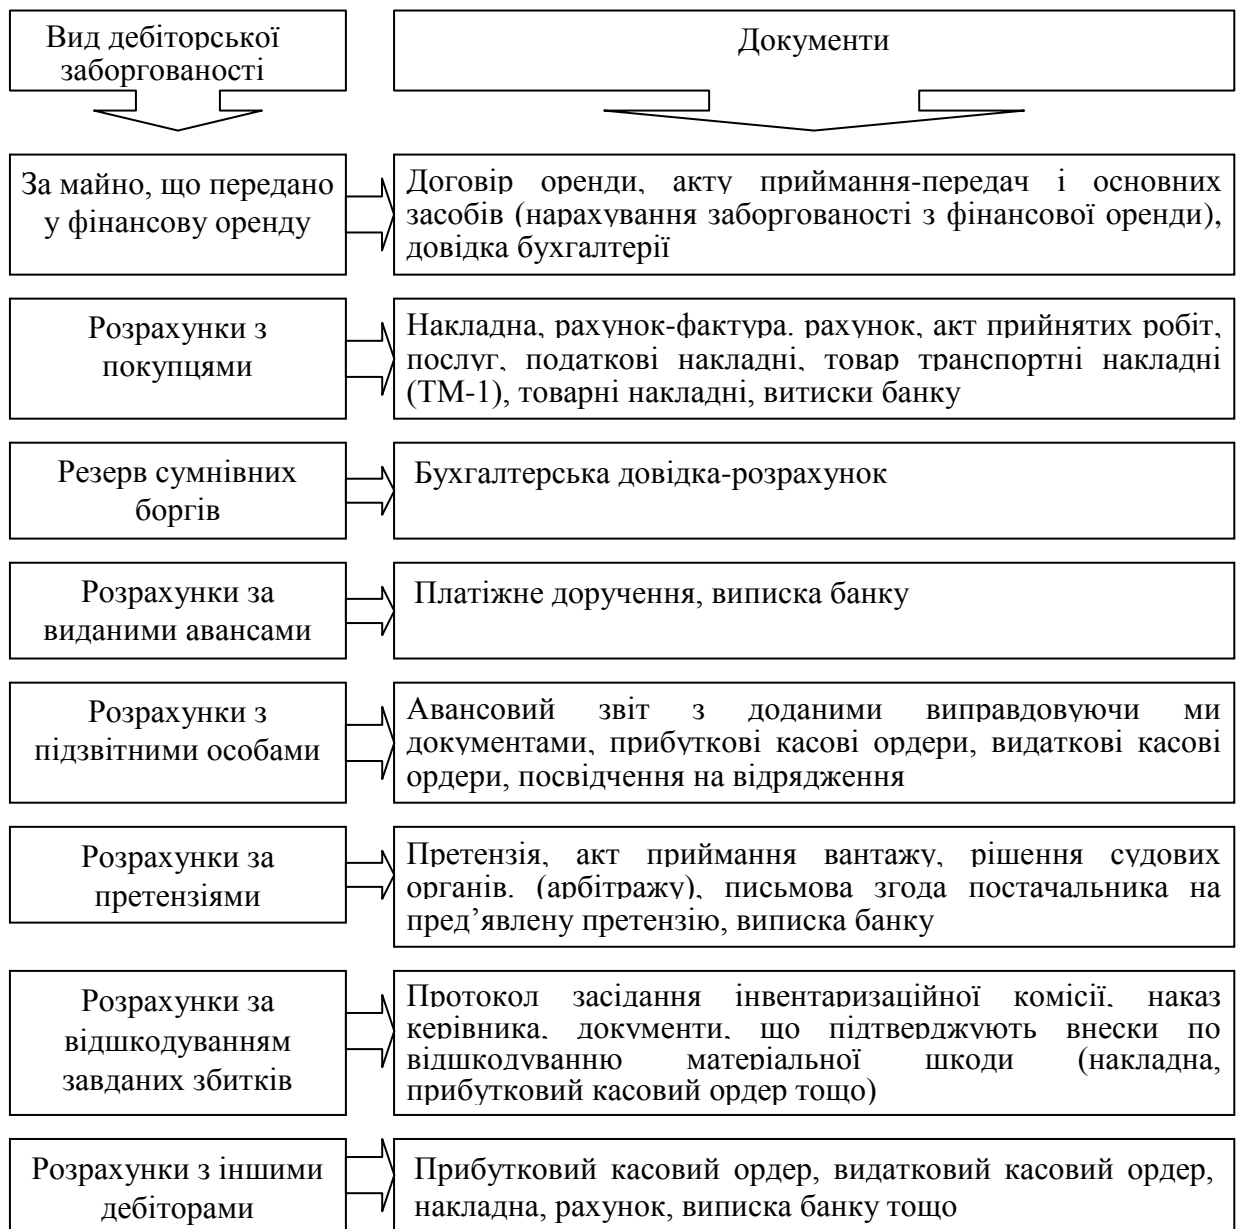 Вид дебіторської
заборгованості
Документи
За майно, що передано
у фінансову оренду
Договір оренди, акту приймання-передач і основних
засобів (нарахування заборгованості з фінансової оренди),
довідка бухгалтерії
Розрахунки з
покупцями
Накладна, рахунок-фактура. рахунок, акт прийнятих робіт,
послуг, податкові накладні, товар транспортні накладні
(ТМ-1), товарні накладні, витиски банку
Резерв сумнівних
боргів
Бухгалтерська довідка-розрахунок
Розрахунки за
виданими авансами
Платіжне доручення, виписка банку
Розрахунки з
підзвітними особами
Авансовий звіт з доданими виправдовуючи ми
документами, прибуткові касові ордери, видаткові касові
ордери, посвідчення на відрядження
Розрахунки за
претензіями
Претензія, акт приймання вантажу, рішення судових
органів. (арбітражу), письмова згода постачальника на
пред’явлену претензію, виписка банку
Розрахунки за
відшкодуванням
завданих збитків
Протокол засідання інвентаризаційної комісії, наказ
керівника, документи, що підтверджують внески по
відшкодуванню матеріальної шкоди (накладна,
прибутковий касовий ордер тощо)
Розрахунки з іншими
дебіторами
Прибутковий касовий ордер, видатковий касовий ордер,
накладна, рахунок, виписка банку тощо